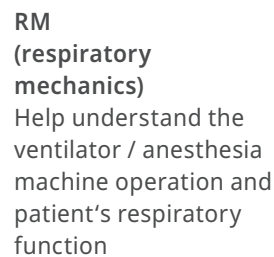 RM
(respiratory
mechanics)
Help understand the
ventilator / anesthesia
machine operation and
patient‘s respiratory
function